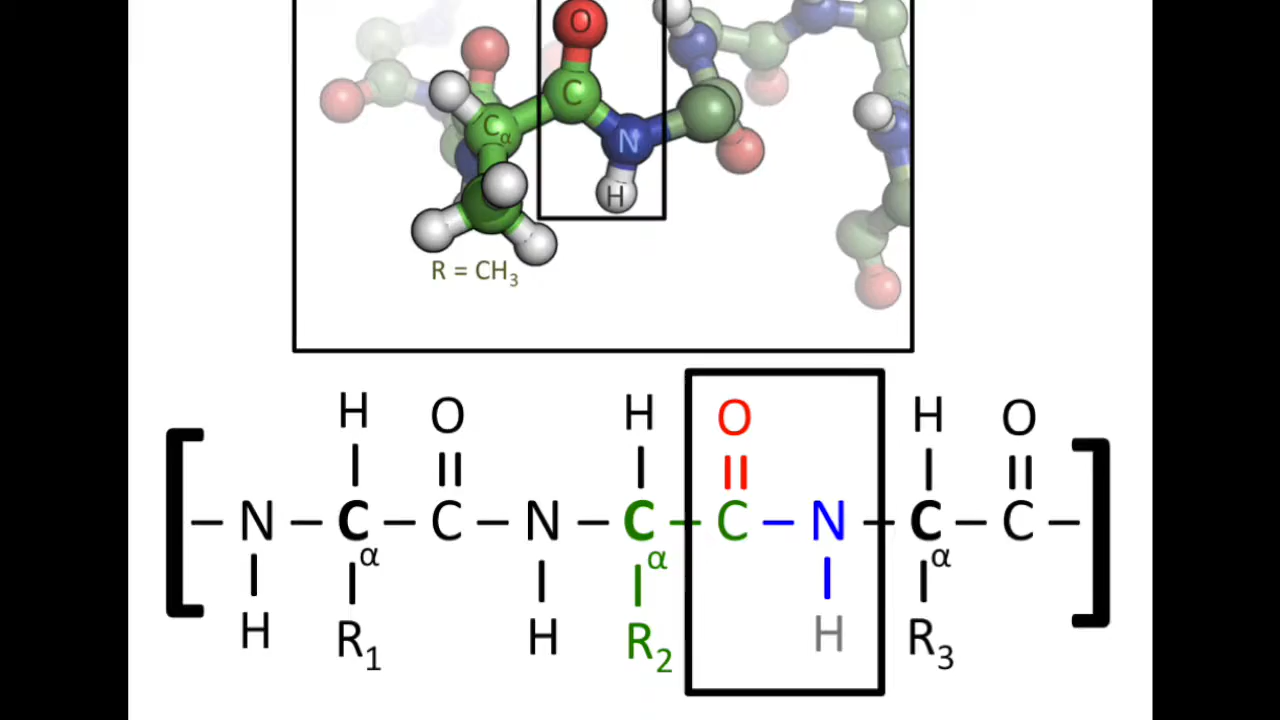 O
C
Cα
N
H
R = CH3
H O H O H O
[ – N – C – C – N – C – C – N – C – C – ]
α α α
H R1 H R2 H R3